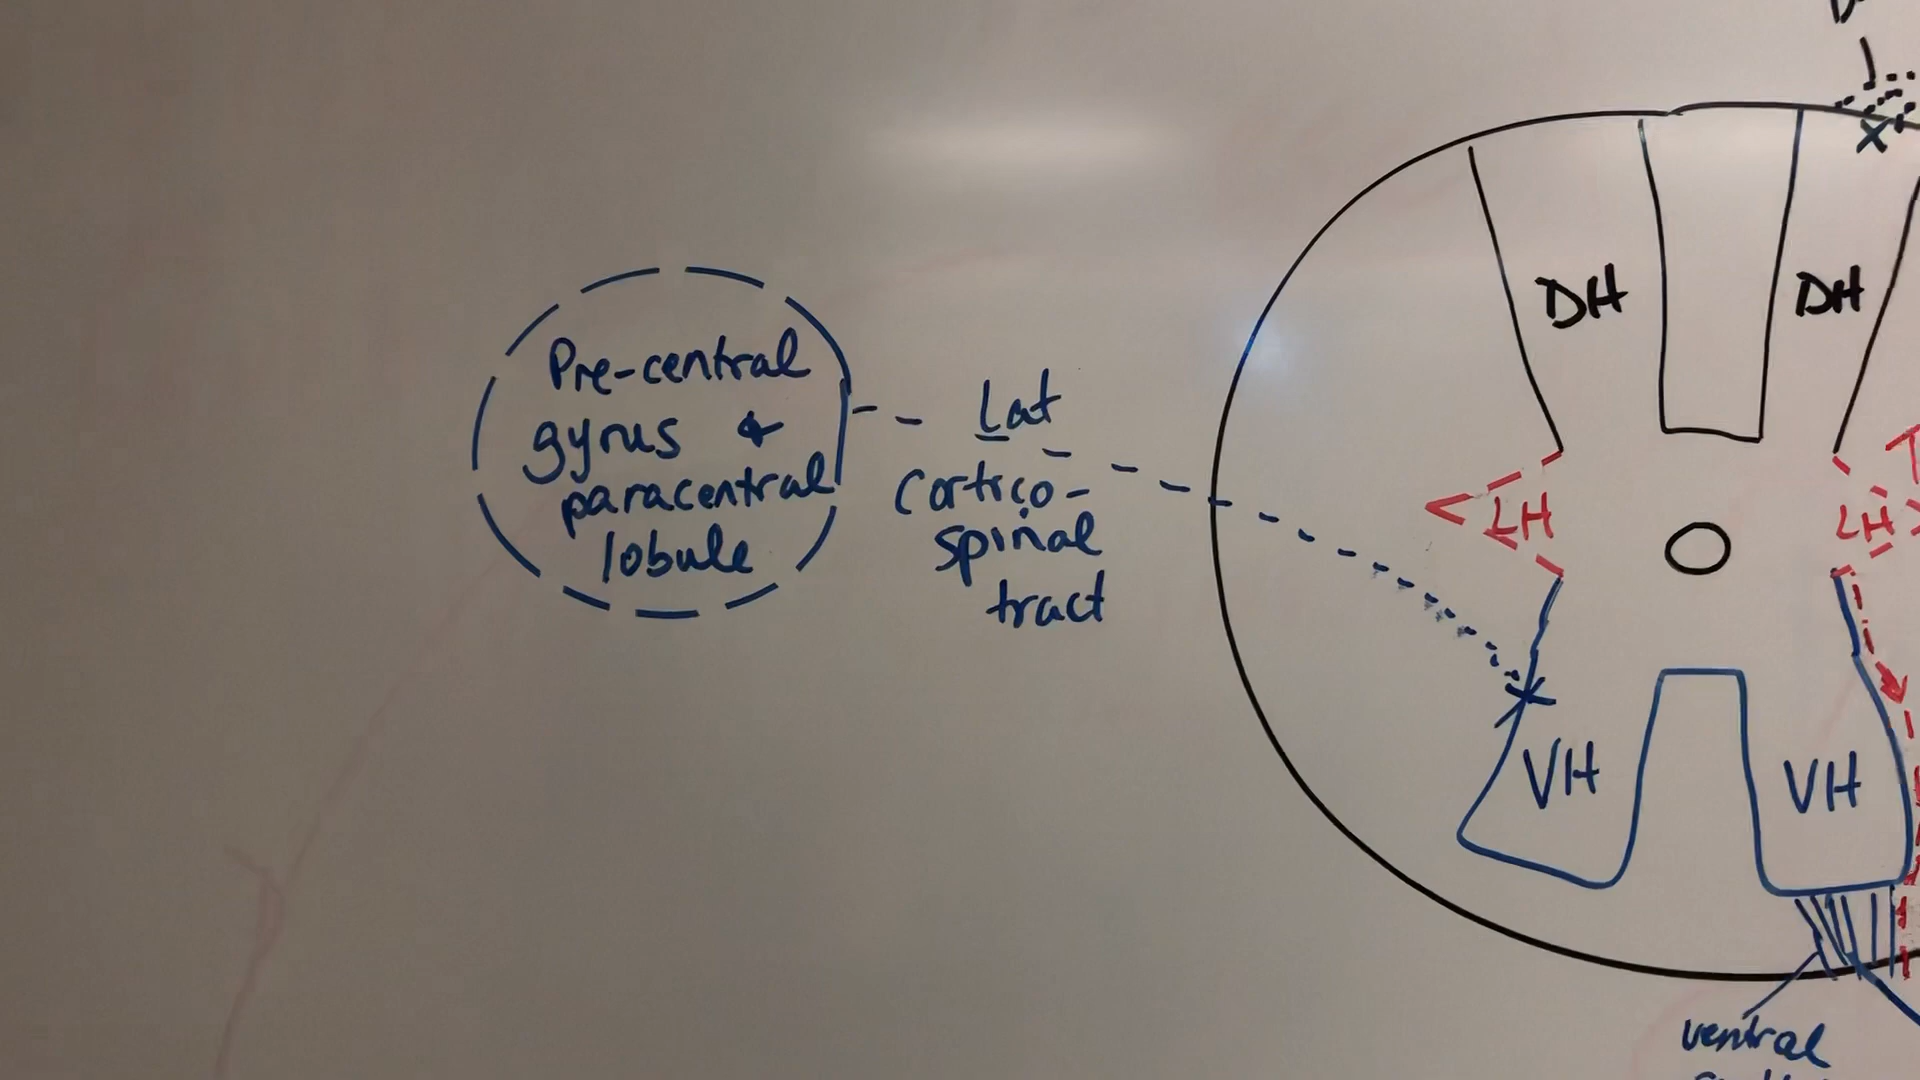 Pre-central
gyrus &
paracentral
lobule
Lat
Cortico-
spinal
tract
DH
DH
LH
LH
VH
VH
ventral